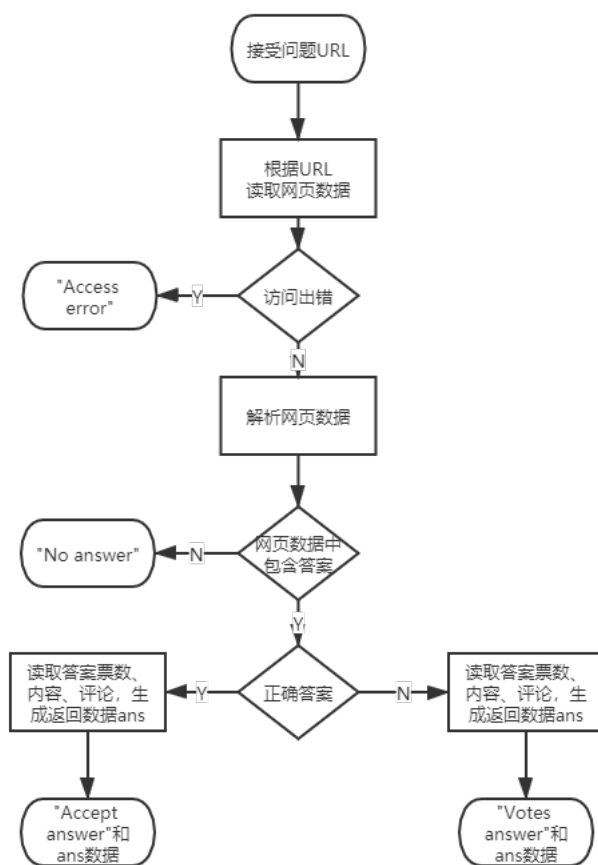 接受问题URL
根据URL
读取网页数据
访问出错
Y
"Access
error"
N
解析网页数据
网页数据中
包含答案
N
"No answer"
Y
正确答案
Y
N
读取答案票数、
内容、评论，生
成返回数据ans
读取答案票数、
内容、评论，生
成返回数据ans
"Accept
answer"和
ans数据
"Votes
answer"和
ans数据